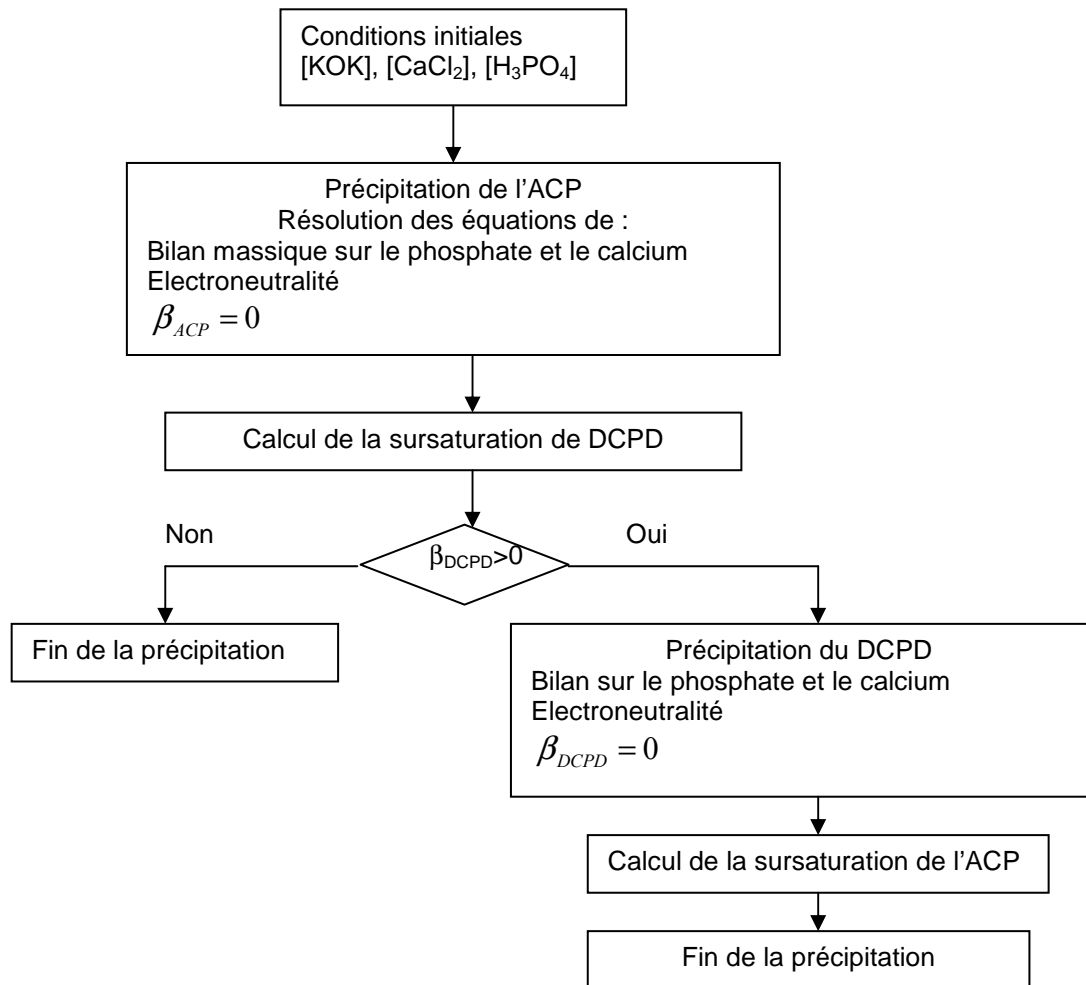 Conditions initiales
[KOK], [CaCl₂], [H₃PO₄]
Précipitation de l'ACP
Résolution des équations de :
Bilan massique sur le phosphate et le calcium
Electroneutralité
β_ACP = 0
Calcul de la sursaturation de DCPD
Non
Oui
β_DCPD>0
Fin de la précipitation
Précipitation du DCPD
Bilan sur le phosphate et le calcium
Electroneutralité
β_DCPD = 0
Calcul de la sursaturation de l'ACP
Fin de la précipitation